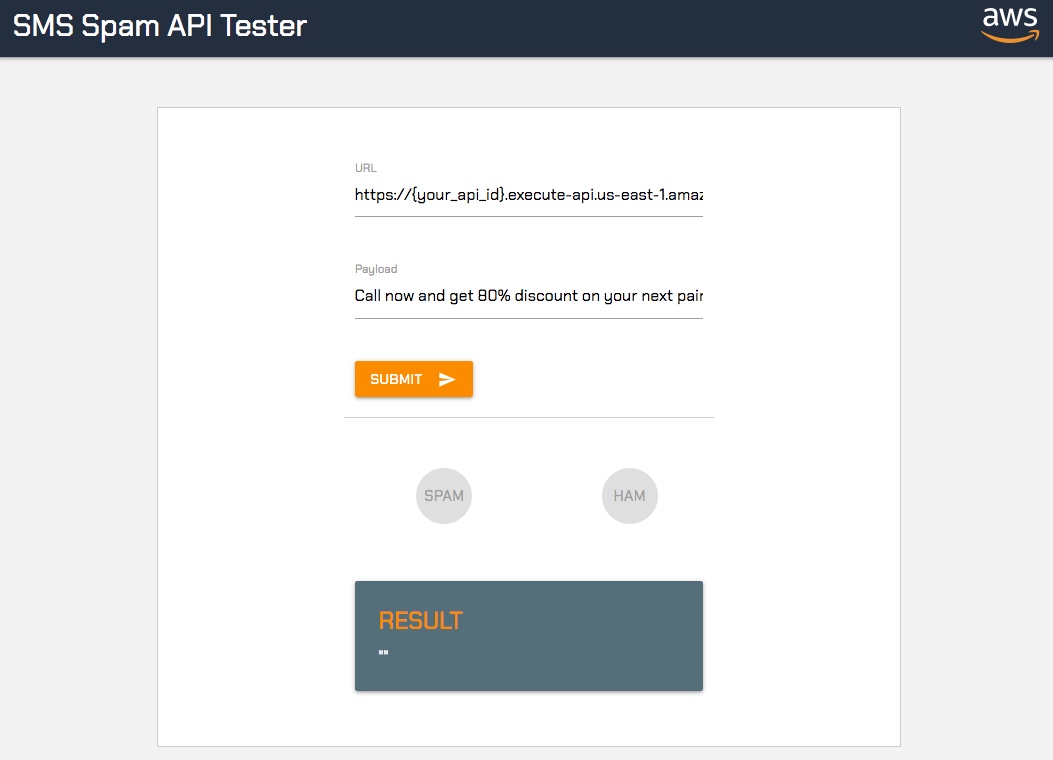 SMS Spam API Tester
aws
URL
https://{your_api_id}.execute-api.us-east-1.amaz
Payload
Call now and get 80% discount on your next pair
SUBMIT
SPAM
HAM
RESULT
""